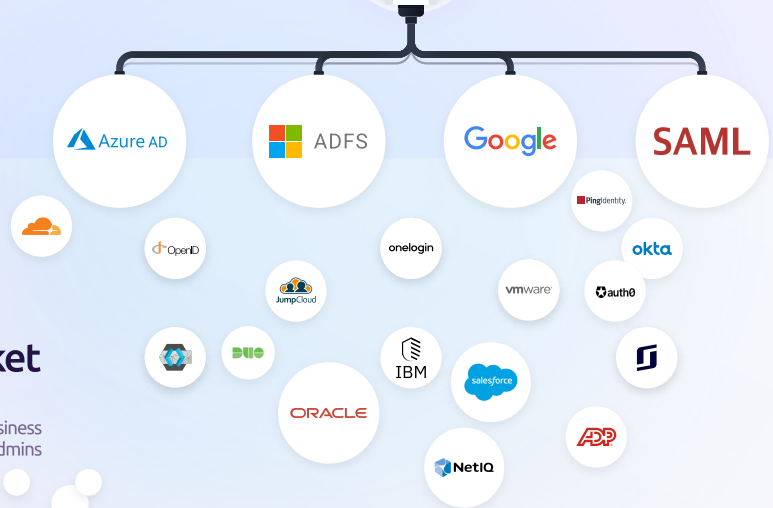 Azure AD
ADFS
Google
SAML
PingIdentity.
OpenID
onelogin
okta
JumpCloud
vmware
auth0
ket
DUO
IBM
salesforce
ORACLE
siness
dmins
ADP
NetIQ